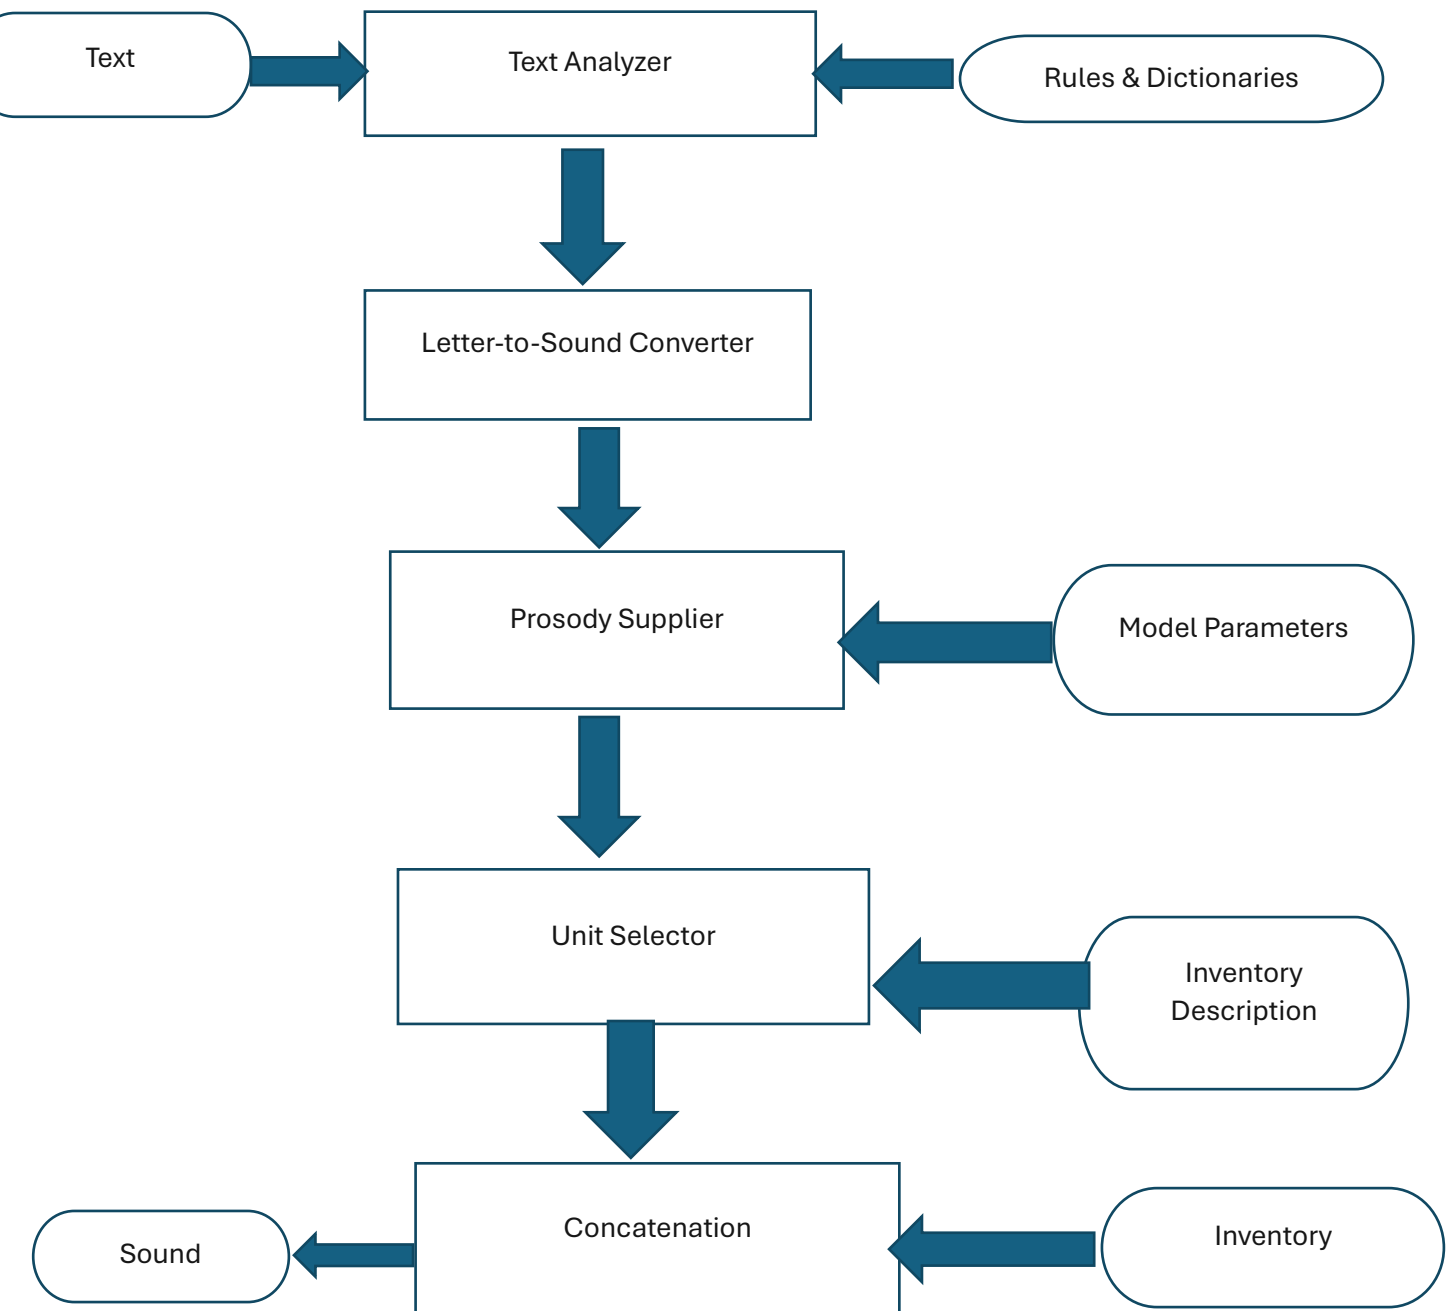 Text
Text Analyzer
Rules & Dictionaries
Letter-to-Sound Converter
Prosody Supplier
Model Parameters
Unit Selector
Inventory
Description
Concatenation
Inventory
Sound